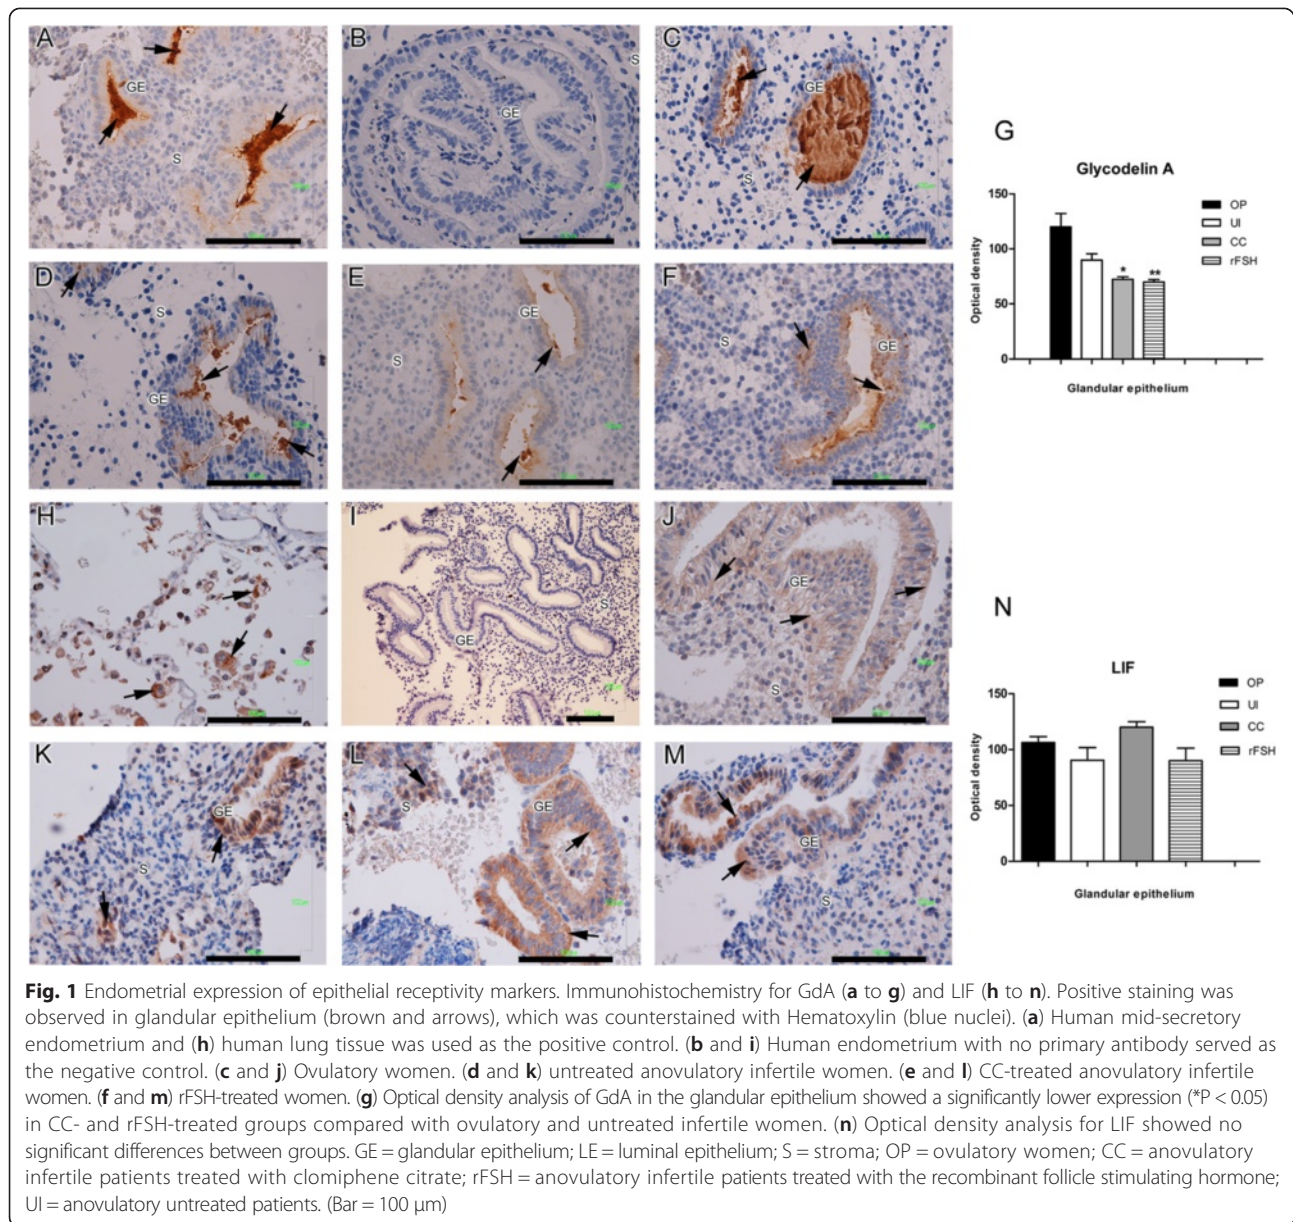 A
GE
S
B
S
GE
C
GE
S
G
Glycodelin A
150
100
50
0
Optical density
OP
UI
CC
rFSH
*
**
Glandular epithelium
D
S
GE
E
GE
S
F
S
GE
H
I
S
GE
J
GE
S
N
LIF
150
100
50
0
Optical density
OP
UI
CC
rFSH
Glandular epithelium
K
GE
S
L
S
GE
M
GE
S
Fig. 1 Endometrial expression of epithelial receptivity markers. Immunohistochemistry for GdA (a to g) and LIF (h to n). Positive staining was
observed in glandular epithelium (brown and arrows), which was counterstained with Hematoxylin (blue nuclei). (a) Human mid-secretory
endometrium and (h) human lung tissue was used as the positive control. (b and i) Human endometrium with no primary antibody served as
the negative control. (c and j) Ovulatory women. (d and k) untreated anovulatory infertile women. (e and l) CC-treated anovulatory infertile
women. (f and m) rFSH-treated women. (g) Optical density analysis of GdA in the glandular epithelium showed a significantly lower expression (*P < 0.05)
in CC- and rFSH-treated groups compared with ovulatory and untreated infertile women. (n) Optical density analysis for LIF showed no
significant differences between groups. GE = glandular epithelium; LE = luminal epithelium; S = stroma; OP = ovulatory women; CC = anovulatory
infertile patients treated with clomiphene citrate; rFSH = anovulatory infertile patients treated with the recombinant follicle stimulating hormone;
UI = anovulatory untreated patients. (Bar = 100 μm)